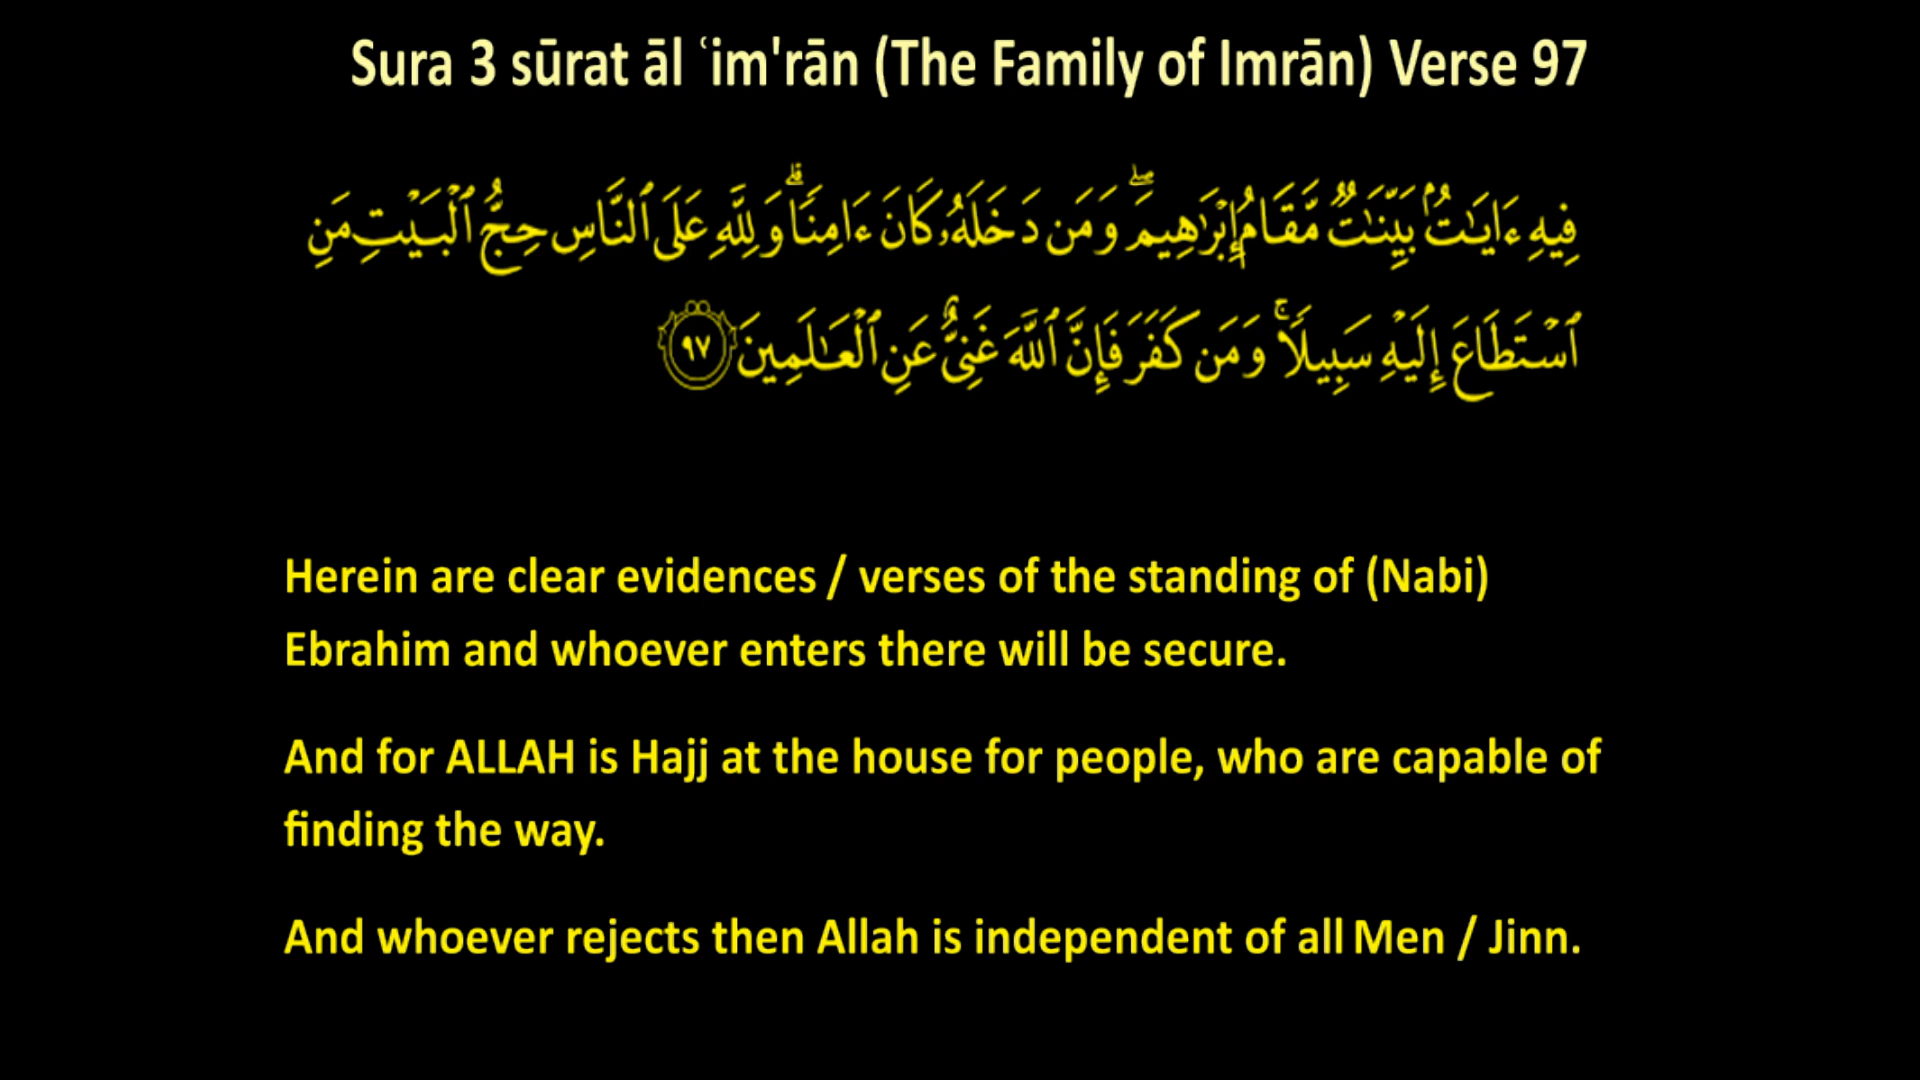 Sura 3 sūrat āl ʿim'rān (The Family of Imrān) Verse 97
فِيهِ ءَايَـٰتُۢ بَيِّنَـٰتٌ مَّقَامُ إِبْرَٰهِيمَ ۖ وَمَن دَخَلَهُۥ كَانَ ءَامِنًا ۗ وَلِلَّهِ عَلَى ٱلنَّاسِ حِجُّ ٱلْبَيْتِ مَنِ
ٱسْتَطَاعَ إِلَيْهِ سَبِيلًا ۚ وَمَن كَفَرَ فَإِنَّ ٱللَّهَ غَنِىٌّ عَنِ ٱلْعَـٰلَمِينَ ٩٧
Herein are clear evidences / verses of the standing of (Nabi)
Ebrahim and whoever enters there will be secure.
And for ALLAH is Hajj at the house for people, who are capable of
finding the way.
And whoever rejects then Allah is independent of all Men / Jinn.